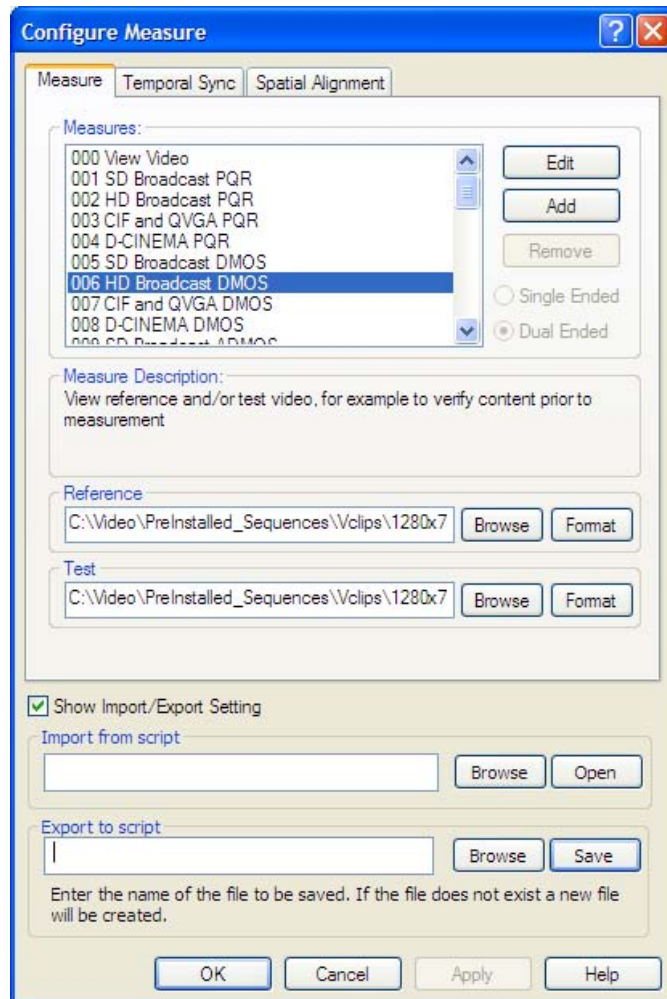 Configure Measure
Measure Temporal Sync Spatial Alignment
Measures:
000 View Video
001 SD Broadcast PQR
002 HD Broadcast PQR
003 CIF and QVGA PQR
004 D-CINEMA PQR
005 SD Broadcast DMOS
006 HD Broadcast DMOS
007 CIF and QVGA DMOS
008 D-CINEMA DMOS
009 SD Broadcast ADMOS
Edit
Add
Remove
Single Ended
Dual Ended
Measure Description:
View reference and/or test video, for example to verify content prior to
measurement
Reference
C:\Video\PreInstalled_Sequences\Vclips\1280x7 Browse Format
Test
C:\Video\PreInstalled_Sequences\Vclips\1280x7 Browse Format
Show Import/Export Setting
Import from script
Browse Open
Export to script
Browse Save
Enter the name of the file to be saved. If the file does not exist a new file
will be created.
OK Cancel Apply Help